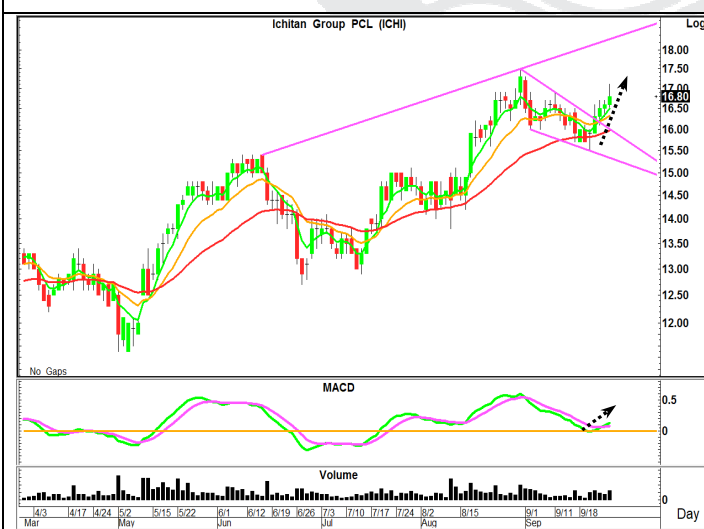 Ichitan Group PCL (ICHI)
Log
18.00
17.50
17.00
16.80
16.50
16.00
15.50
15.00
14.50
14.00
13.50
13.00
12.50
12.00
No Gaps
MACD
0.5
0
Volume
0
4/3 4/17 4/24 5/2 5/15 5/22 6/1 6/12 6/19 6/26 7/3 7/10 7/17 7/24 8/2 8/15 9/1 9/11 9/18
Mar May Jun Jul Aug Sep
Day